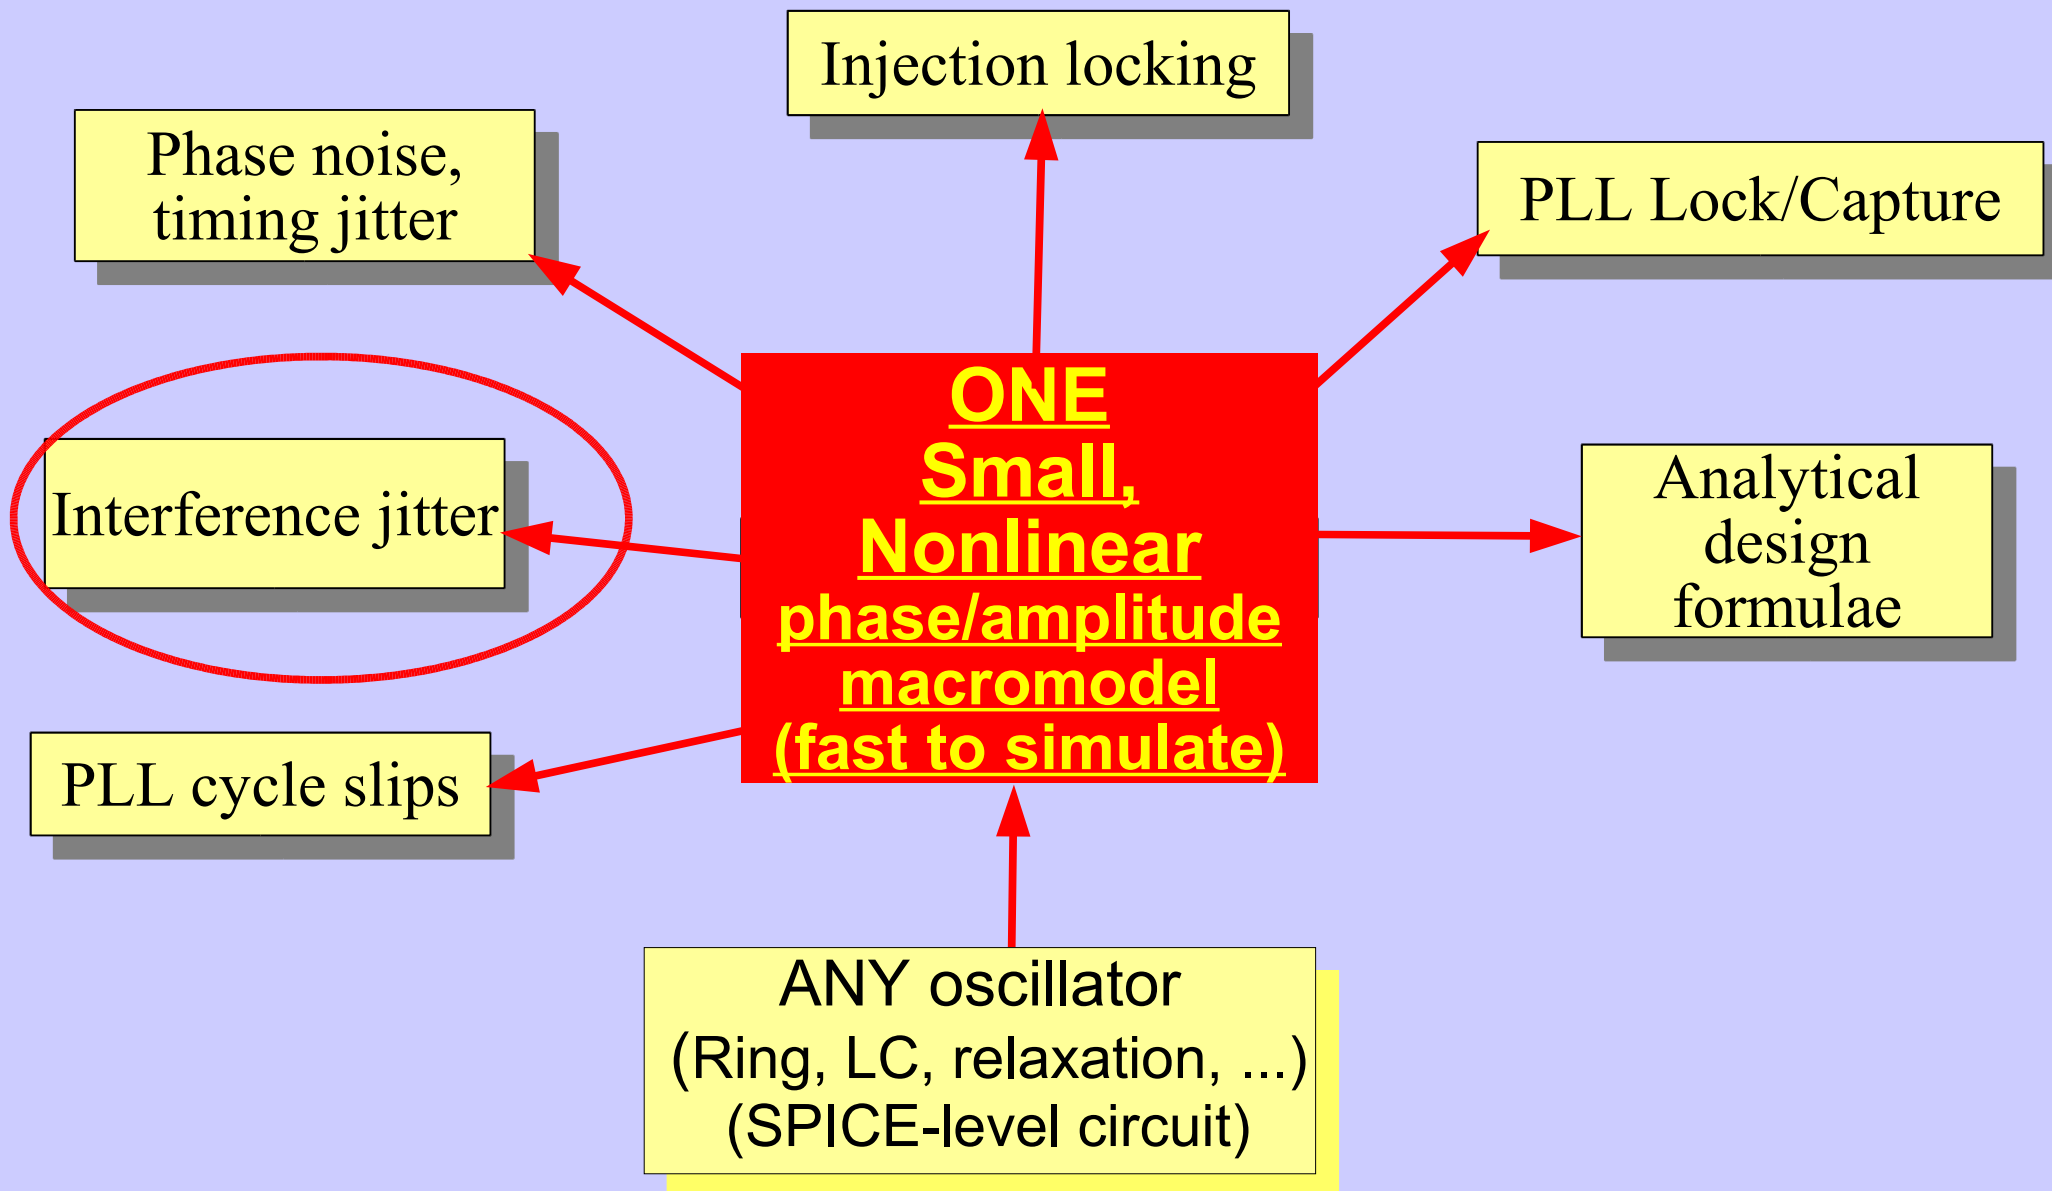 Injection locking
Phase noise,
timing jitter
PLL Lock/Capture
ONE
Small,
Nonlinear
phase/amplitude
macromodel
(fast to simulate)
Interference jitter
Analytical
design
formulae
PLL cycle slips
ANY oscillator
(Ring, LC, relaxation, ...)
(SPICE-level circuit)